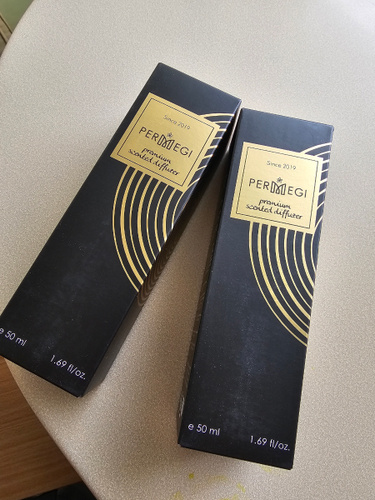 Since 2019
PERMEGI
premium
scented diffuser
e 50 ml
1.69 fl/oz.
Since 2019
PERMEGI
premium
scented diffuser
e 50 ml
1.69 fl/oz.